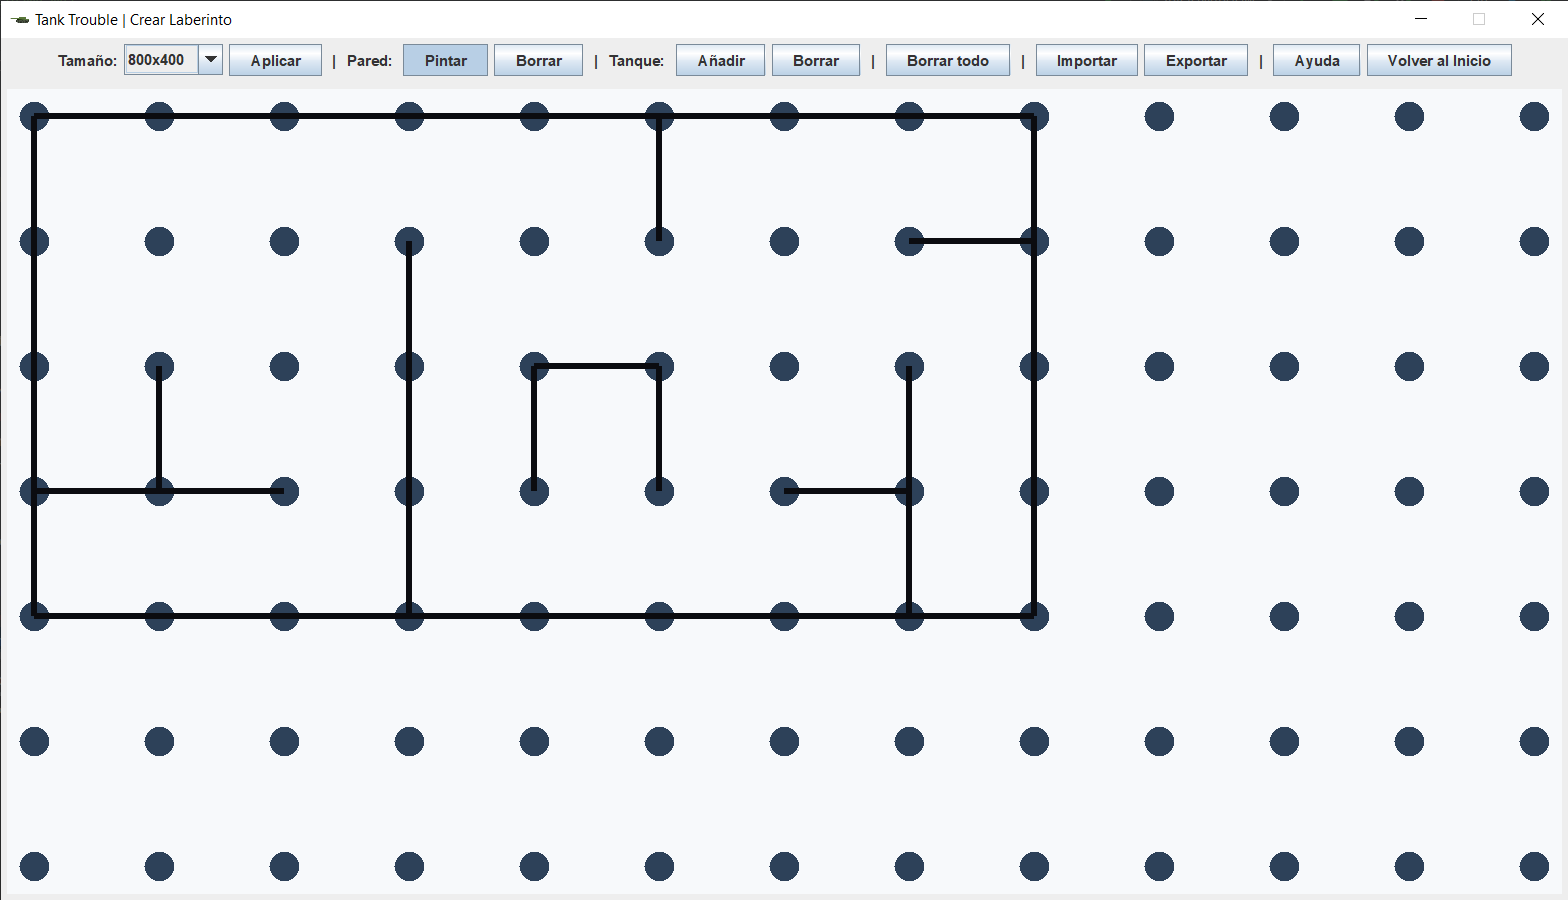 Tank Trouble | Crear Laberinto
Tamaño: 800x400 Aplicar | Pared: Pintar Borrar | Tanque: Añadir Borrar | Borrar todo | Importar Exportar | Ayuda Volver al Inicio